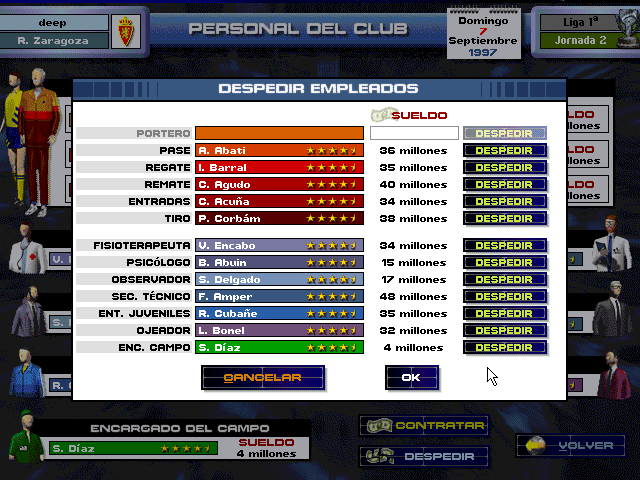 deep
R. Zaragoza
PERSONAL DEL CLUB
Domingo
7
Septiembre
1997
Liga 1ª
Jornada 2
DESPEDIR EMPLEADOS
SUELDO
PORTERO DESPEDIR
PASE A. Abati 36 millones DESPEDIR
REGATE I. Barral 35 millones DESPEDIR
REMATE C. Agudo 40 millones DESPEDIR
ENTRADAS C. Acuña 34 millones DESPEDIR
TIRO P. Corbám 38 millones DESPEDIR
FISIOTERAPEUTA V. Encabo 34 millones DESPEDIR
PSICÓLOGO B. Abuin 15 millones DESPEDIR
OBSERVADOR S. Delgado 17 millones DESPEDIR
SEC. TÉCNICO F. Amper 48 millones DESPEDIR
ENT. JUVENILES R. Cubañe 35 millones DESPEDIR
OJEADOR L. Bonel 32 millones DESPEDIR
ENC. CAMPO S. Díaz 4 millones DESPEDIR
CANCELAR OK
ENCARGADO DEL CAMPO
S. Díaz
SUELDO
4 millones
CONTRATAR
DESPEDIR
VOLVER